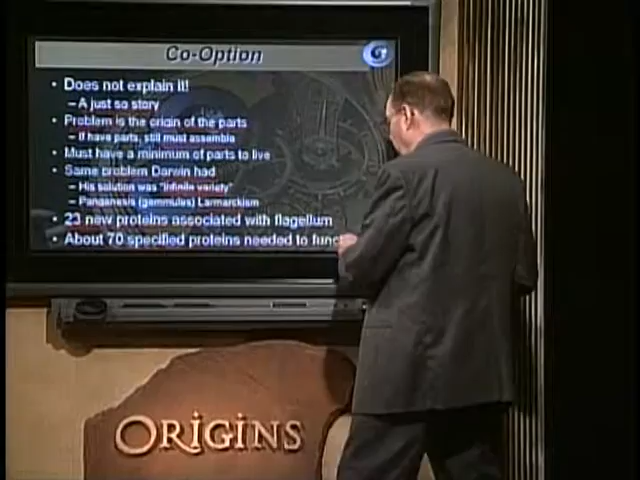 Co-Option
• Does not explain it!
– A just so story
• Problem is the origin of the parts
– If have parts, still must assemble
• Must have a minimum of parts to live
• Same problem Darwin had
– His solution was "infinite variety"
– Pangenesis (gemmules) Larmarckism
• 23 new proteins associated with flagellum
• About 70 specified proteins needed to func
ORIGINS